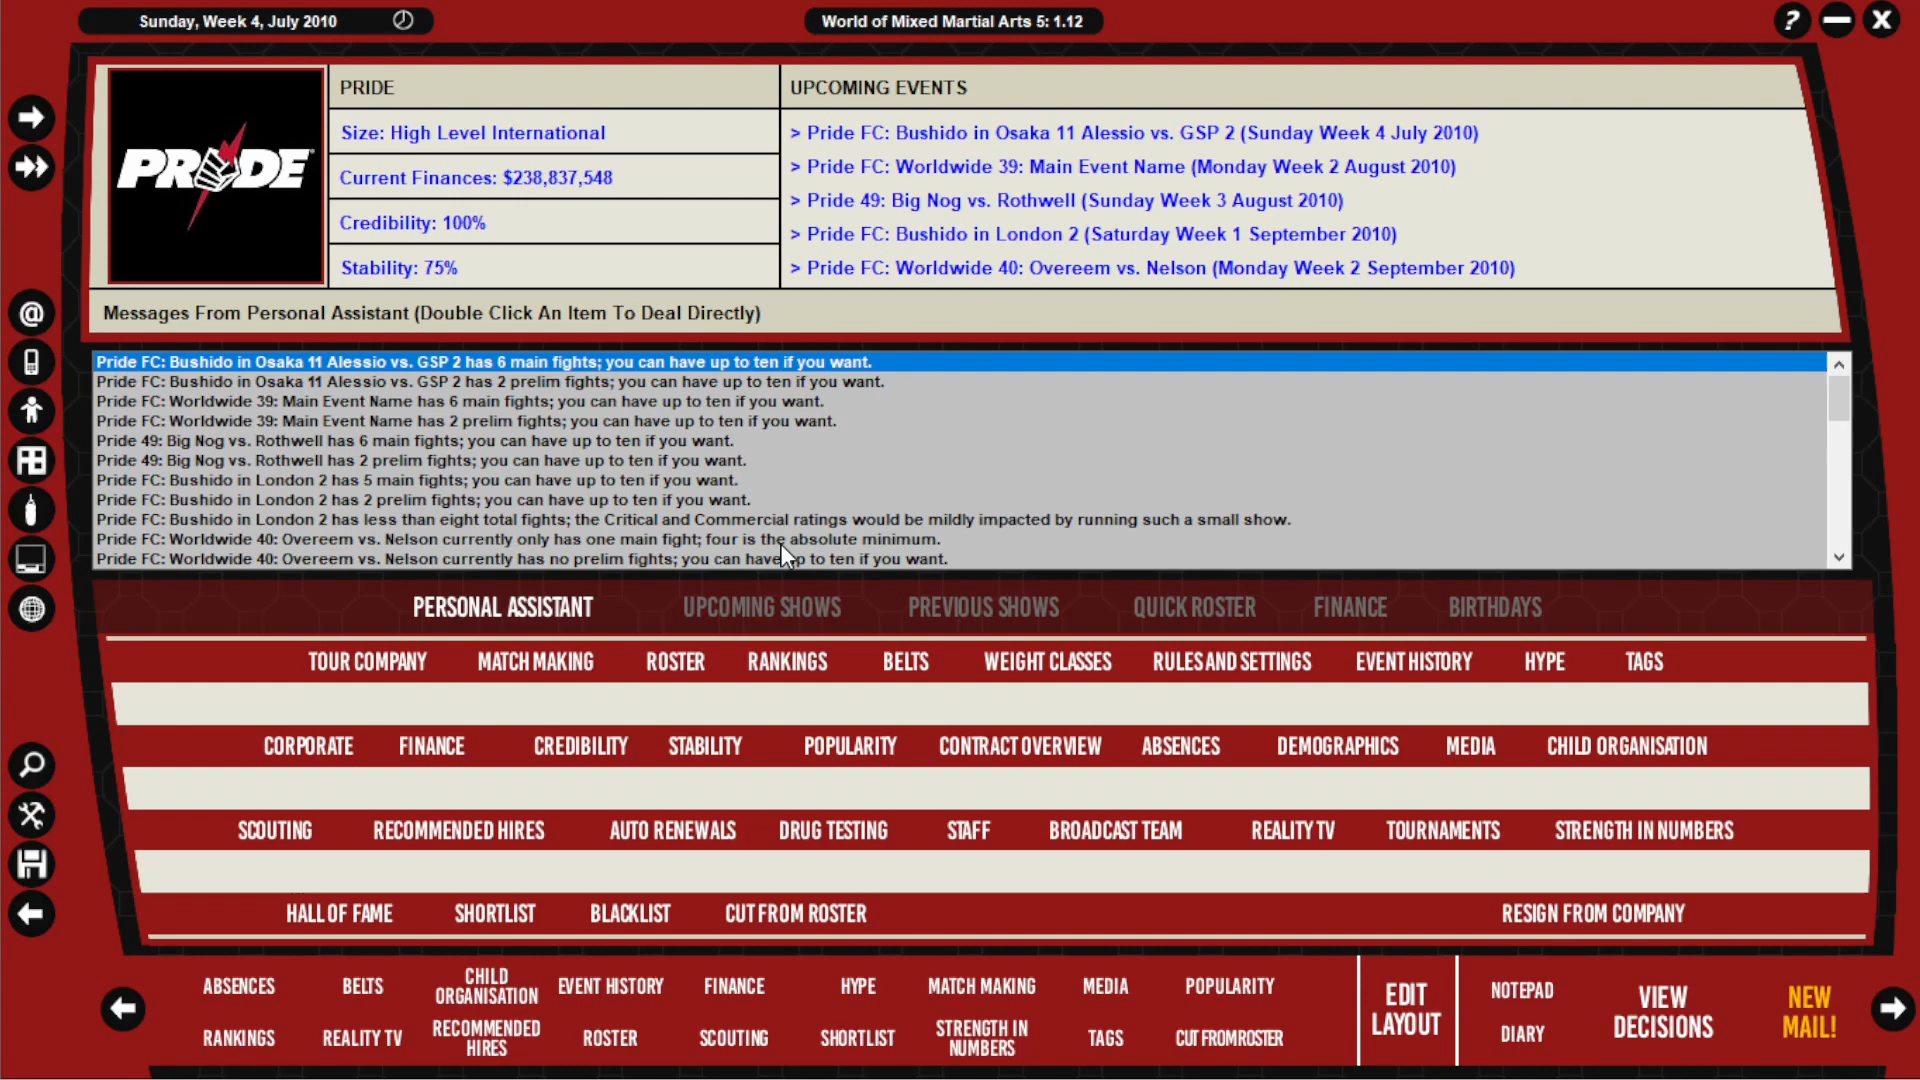 Sunday, Week 4, July 2010
World of Mixed Martial Arts 5: 1.12
?
X
PRIDE
PRIDE
UPCOMING EVENTS
Size: High Level International
> Pride FC: Bushido in Osaka 11 Alessio vs. GSP 2 (Sunday Week 4 July 2010)
> Pride FC: Worldwide 39: Main Event Name (Monday Week 2 August 2010)
Current Finances: $238,837,548
> Pride 49: Big Nog vs. Rothwell (Sunday Week 3 August 2010)
Credibility: 100%
> Pride FC: Bushido in London 2 (Saturday Week 1 September 2010)
Stability: 75%
> Pride FC: Worldwide 40: Overeem vs. Nelson (Monday Week 2 September 2010)
Messages From Personal Assistant (Double Click An Item To Deal Directly)
Pride FC: Bushido in Osaka 11 Alessio vs. GSP 2 has 6 main fights; you can have up to ten if you want.
Pride FC: Bushido in Osaka 11 Alessio vs. GSP 2 has 2 prelim fights; you can have up to ten if you want.
Pride FC: Worldwide 39: Main Event Name has 6 main fights; you can have up to ten if you want.
Pride FC: Worldwide 39: Main Event Name has 2 prelim fights; you can have up to ten if you want.
Pride 49: Big Nog vs. Rothwell has 6 main fights; you can have up to ten if you want.
Pride 49: Big Nog vs. Rothwell has 2 prelim fights; you can have up to ten if you want.
Pride FC: Bushido in London 2 has 5 main fights; you can have up to ten if you want.
Pride FC: Bushido in London 2 has 2 prelim fights; you can have up to ten if you want.
Pride FC: Bushido in London 2 has less than eight total fights; the Critical and Commercial ratings would be mildly impacted by running such a small show.
Pride FC: Worldwide 40: Overeem vs. Nelson currently only has one main fight; four is the absolute minimum.
Pride FC: Worldwide 40: Overeem vs. Nelson currently has no prelim fights; you can have up to ten if you want.
PERSONAL ASSISTANT UPCOMING SHOWS PREVIOUS SHOWS QUICK ROSTER FINANCE BIRTHDAYS
TOUR COMPANY MATCH MAKING ROSTER RANKINGS BELTS WEIGHT CLASSES RULES AND SETTINGS EVENT HISTORY HYPE TAGS
CORPORATE FINANCE CREDIBILITY STABILITY POPULARITY CONTRACT OVERVIEW ABSENCES DEMOGRAPHICS MEDIA CHILD ORGANISATION
SCOUTING RECOMMENDED HIRES AUTO RENEWALS DRUG TESTING STAFF BROADCAST TEAM REALITY TV TOURNAMENTS STRENGTH IN NUMBERS
HALL OF FAME SHORTLIST BLACKLIST CUT FROM ROSTER RESIGN FROM COMPANY
ABSENCES BELTS CHILD ORGANISATION EVENT HISTORY FINANCE HYPE MATCH MAKING MEDIA POPULARITY
RANKINGS REALITY TV RECOMMENDED HIRES ROSTER SCOUTING SHORTLIST STRENGTH IN NUMBERS TAGS CUT FROM ROSTER
EDIT LAYOUT
NOTEPAD
DIARY
VIEW DECISIONS
NEW MAIL!